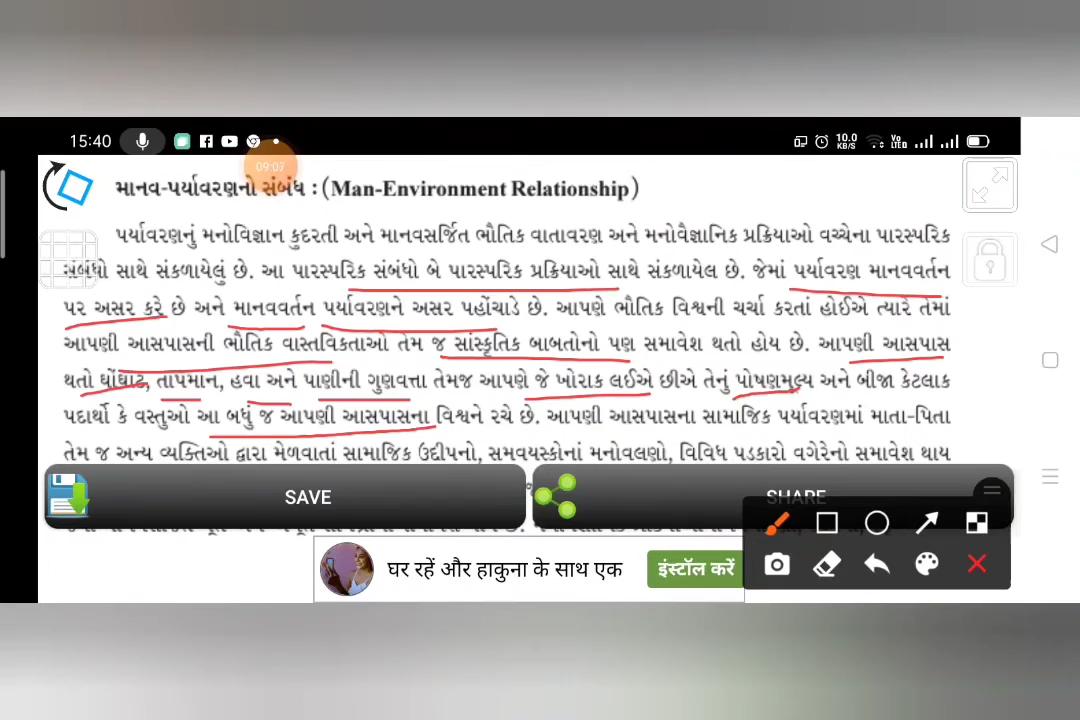 15:40
10.0 KB/S
Vo LTE
09:07
માનવ-પર્યાવરણનો સંબંધ : (Man-Environment Relationship)
પર્યાવરણનું મનોવિજ્ઞાન કુદરતી અને માનવસર્જિત ભૌતિક વાતાવરણ અને મનોવૈજ્ઞાનિક પ્રક્રિયાઓ વચ્ચેના પારસ્પરિક
સંબંધો સાથે સંકળાયેલું છે. આ પારસ્પરિક સંબંધો બે પારસ્પરિક પ્રક્રિયાઓ સાથે સંકળાયેલ છે. જેમાં પર્યાવરણ માનવવર્તન
પર અસર કરે છે અને માનવવર્તન પર્યાવરણને અસર પહોંચાડે છે. આપણે ભૌતિક વિશ્વની ચર્ચા કરતાં હોઈએ ત્યારે તેમાં
આપણી આસપાસની ભૌતિક વાસ્તવિકતાઓ તેમ જ સાંસ્કૃતિક બાબતોનો પણ સમાવેશ થતો હોય છે. આપણી આસપાસ
થતો ઘોંઘાટ, તાપમાન, હવા અને પાણીની ગુણવત્તા તેમજ આપણે જે ખોરાક લઈએ છીએ તેનું પોષણમૂલ્ય અને બીજા કેટલાક
પદાર્થો કે વસ્તુઓ આ બધું જ આપણી આસપાસના વિશ્વને રચે છે. આપણી આસપાસના સામાજિક પર્યાવરણમાં માતા-પિતા
તેમ જ અન્ય વ્યક્તિઓ દ્વારા મેળવાતાં સામાજિક ઉદ્દીપનો, સમવયસ્કોનાં મનોવલણો, વિવિધ પડકારો વગેરેનો સમાવેશ થાય
SAVE
SHARE
घर रहें और हाकुना के साथ एक
इंस्टॉल करें